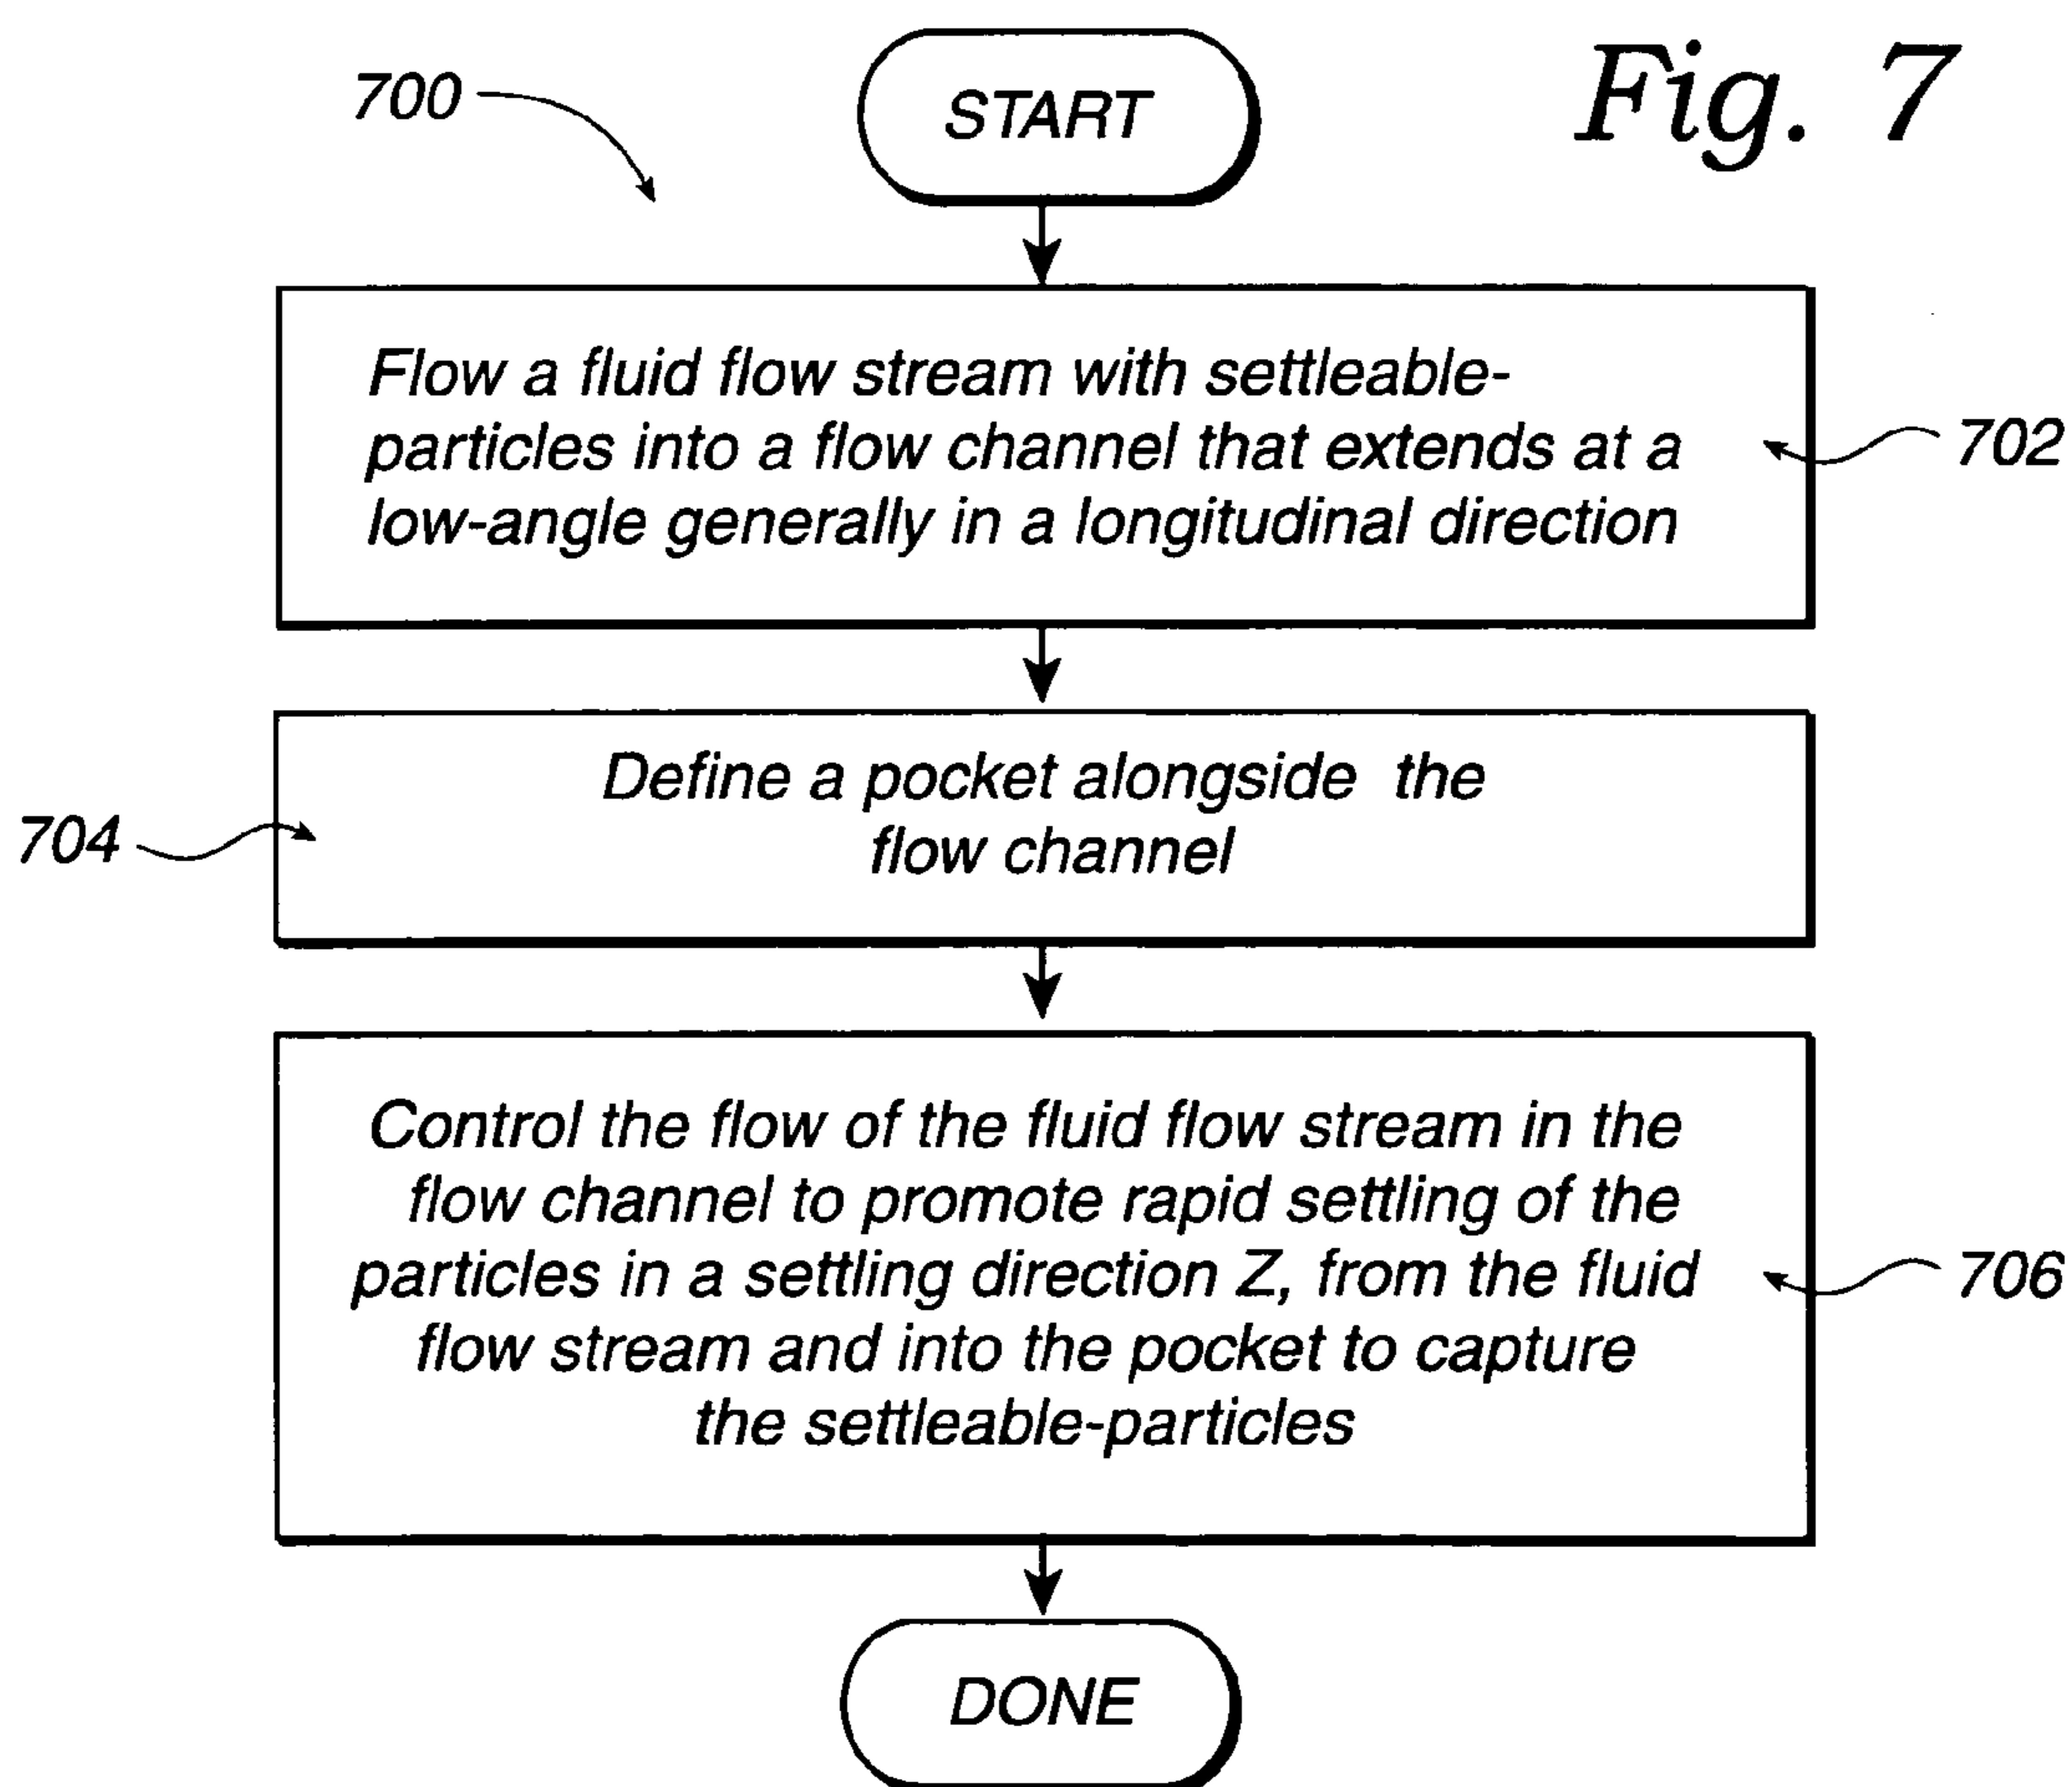 700
START
Fig. 7
Flow a fluid flow stream with settleable-
particles into a flow channel that extends at a
low-angle generally in a longitudinal direction
702
Define a pocket alongside the
flow channel
704
Control the flow of the fluid flow stream in the
flow channel to promote rapid settling of the
particles in a settling direction Z, from the fluid
flow stream and into the pocket to capture
the settleable-particles
706
DONE